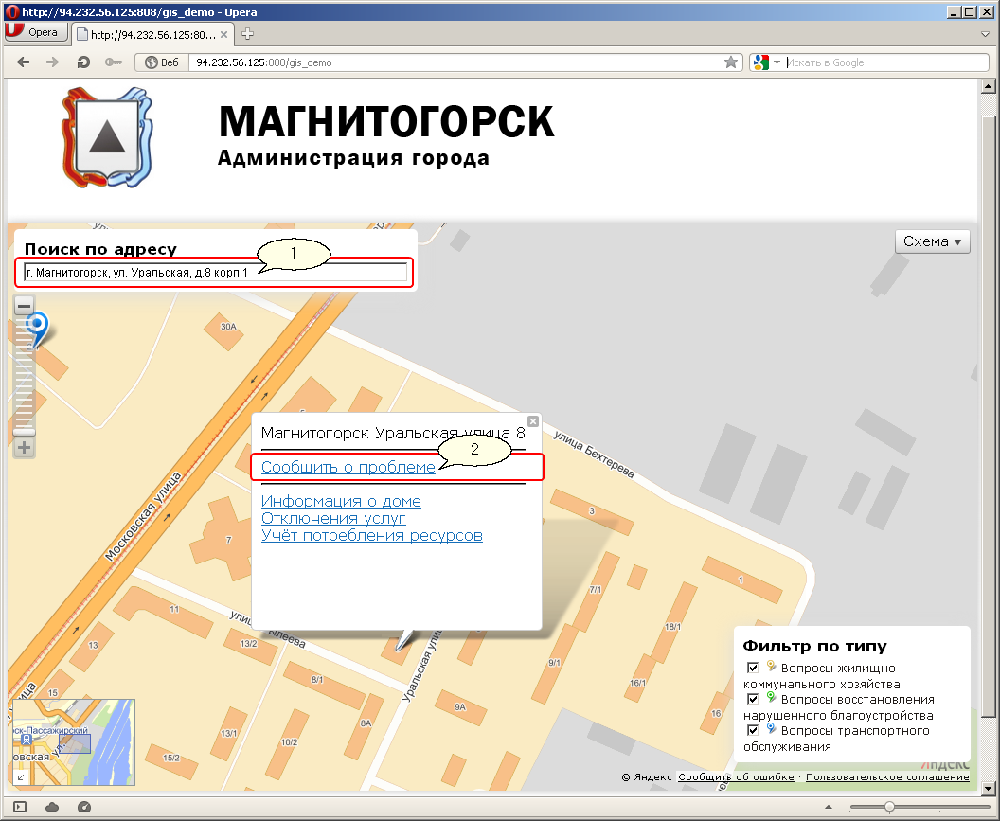 http://94.232.56.125:808/gis_demo - Opera
Opera
http://94.232.56.125:80...
Веб
94.232.56.125:808/gis_demo
Искать в Google
МАГНИТОГОРСК
Администрация города
Поиск по адресу
1
г. Магнитогорск, ул. Уральская, д.8 корп.1
Схема
30А
Магнитогорск Уральская улица 8
2
Сообщить о проблеме
Информация о доме
Отключения услуг
Учёт потребления ресурсов
улица Бехтерева
Московская улица
3
7
1
7/1
11
18/1
13
13/2
9/1
8/1
16/1
Уральская ули
15
9А
8А
16
13/1
10/2
15/2
Фильтр по типу
Вопросы жилищно-
коммунального хозяйства
Вопросы восстановления
нарушенного благоустройства
Вопросы транспортного
обслуживания
рск-Пассажирский
овская
ул.
Яндекс
© Яндекс Сообщить об ошибке · Пользовательское соглашение